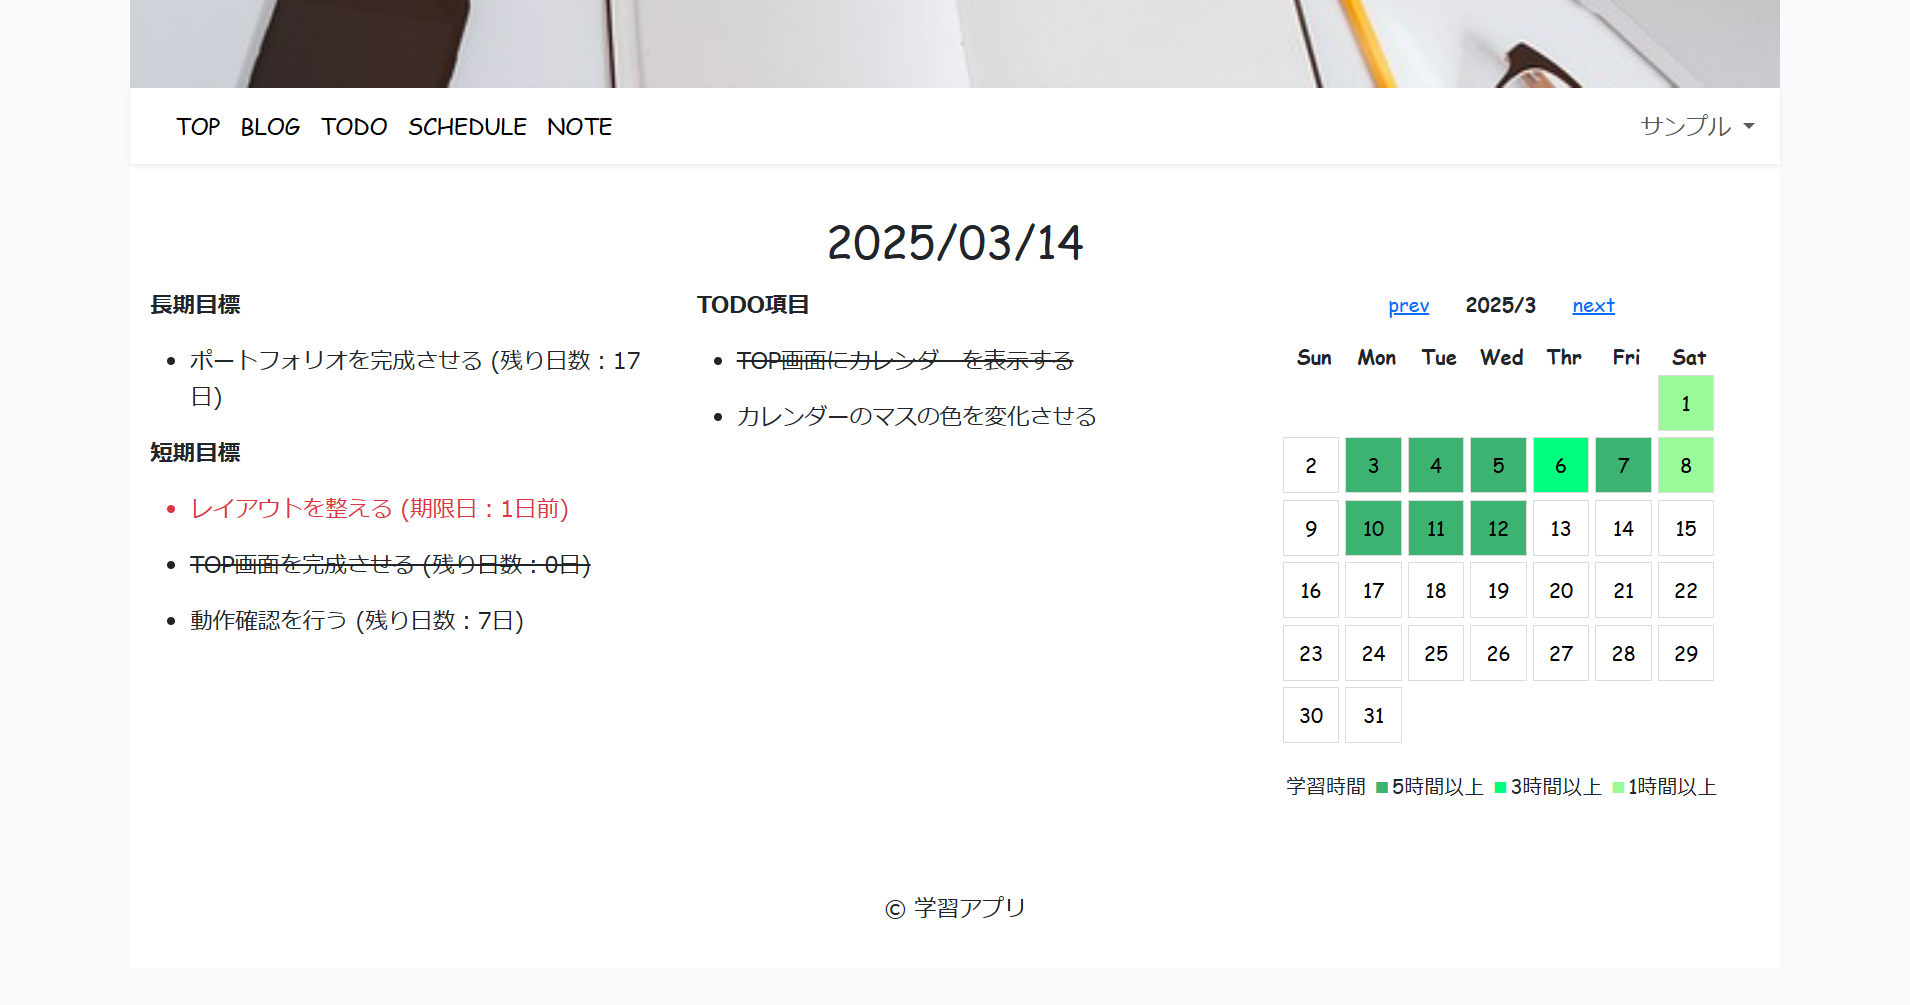 TOP BLOG TODO SCHEDULE NOTE サンプル
2025/03/14
長期目標
ポートフォリオを完成させる (残り日数：17
日)
短期目標
レイアウトを整える (期限日：1日前)
TOP画面を完成させる (残り日数：0日)
動作確認を行う (残り日数：7日)
TODO項目
TOP画面にカレンダーを表示する
カレンダーのマスの色を変化させる
prev 2025/3 next
Sun Mon Tue Wed Thr Fri Sat
1
2 3 4 5 6 7 8
9 10 11 12 13 14 15
16 17 18 19 20 21 22
23 24 25 26 27 28 29
30 31
学習時間 ■5時間以上 ■3時間以上 ■1時間以上
© 学習アプリ